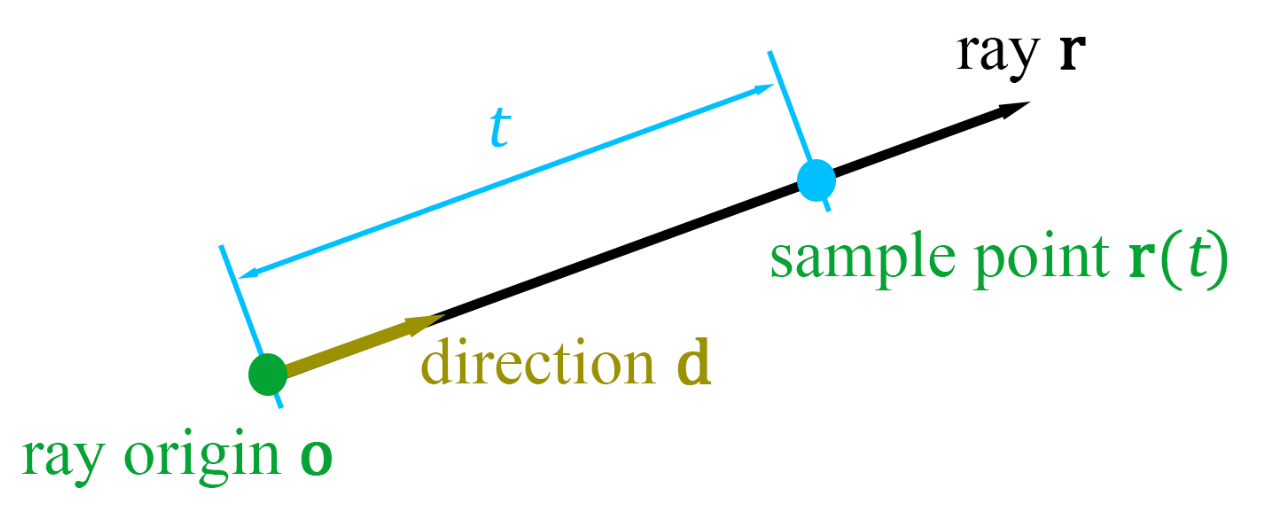 ray r
t
sample point r(t)
direction d
ray origin o